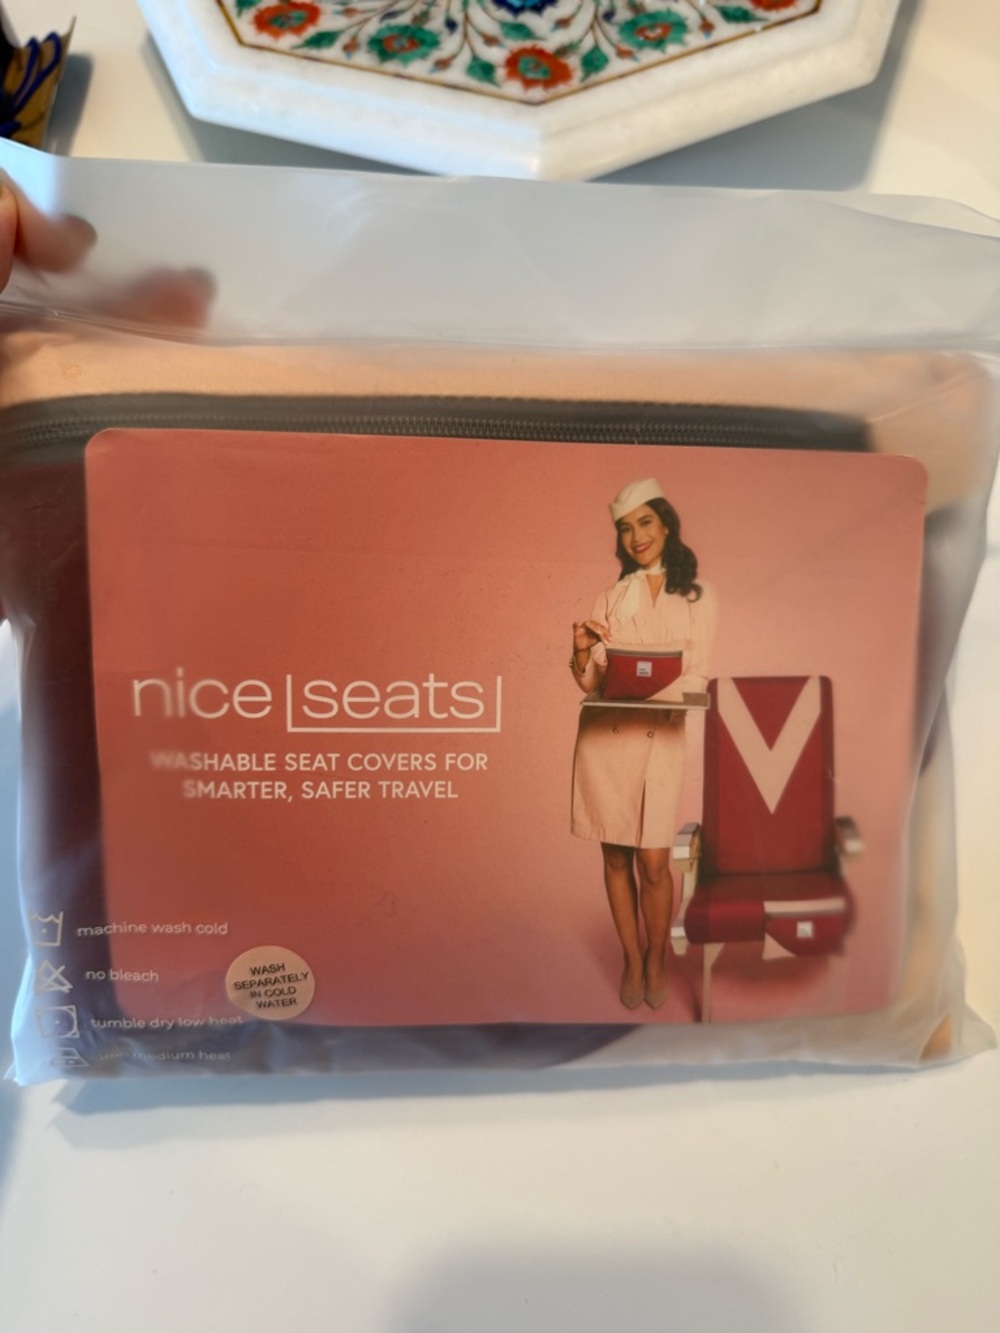 nice seats
WASHABLE SEAT COVERS FOR
SMARTER, SAFER TRAVEL
machine wash cold
no bleach
tumble dry low heat
medium heat
WASH
SEPARATELY
IN COLD
WATER